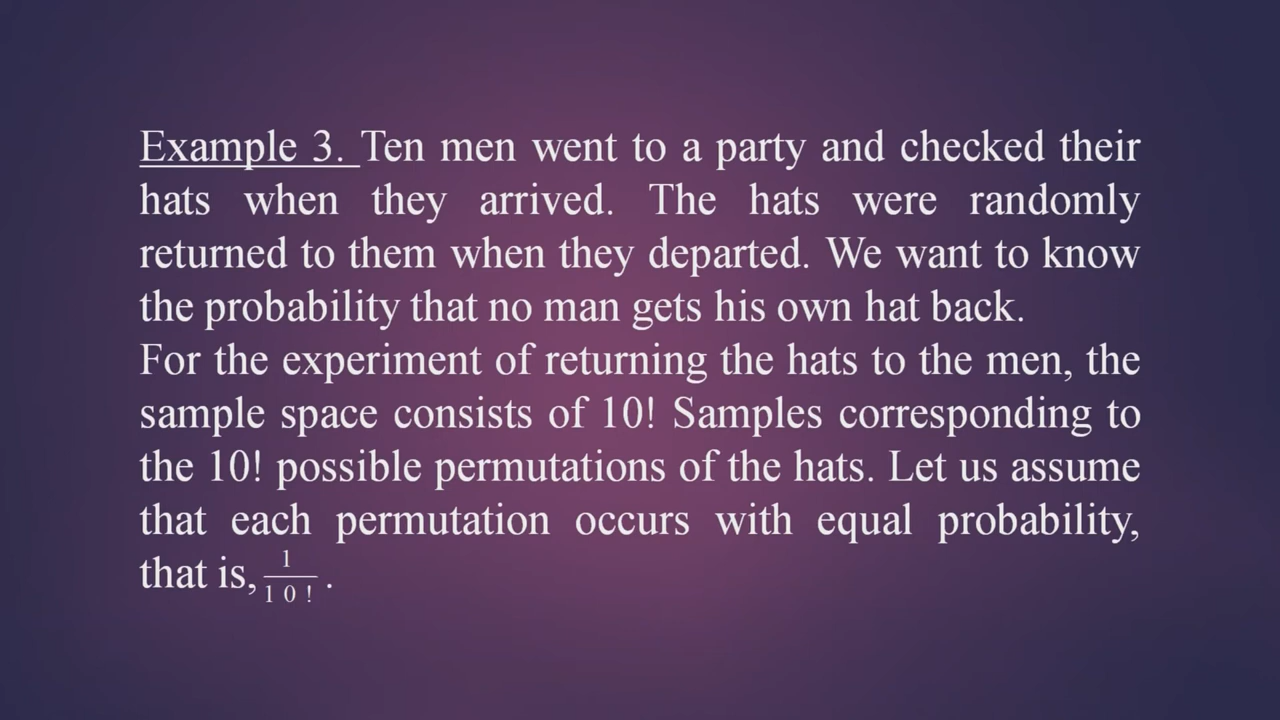 Example 3. Ten men went to a party and checked their
hats when they arrived. The hats were randomly
returned to them when they departed. We want to know
the probability that no man gets his own hat back.
For the experiment of returning the hats to the men, the
sample space consists of 10! Samples corresponding to
the 10! possible permutations of the hats. Let us assume
that each permutation occurs with equal probability,
that is, 1/10!.